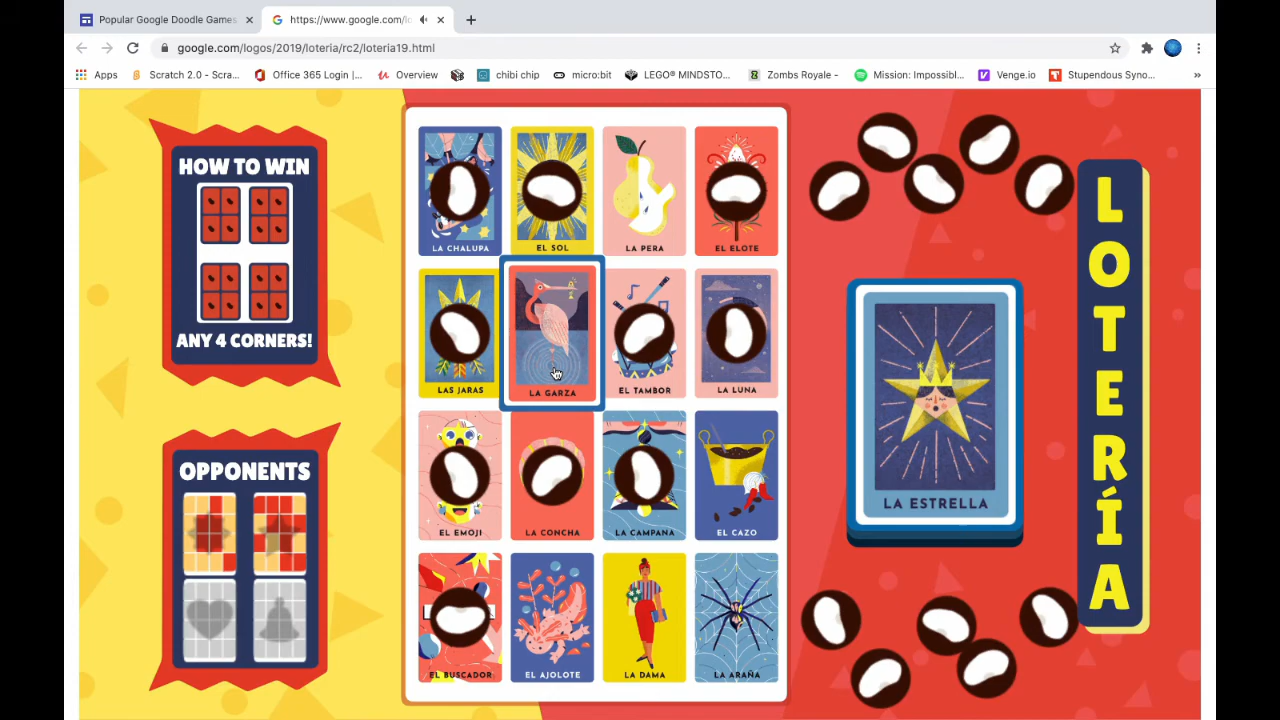 Popular Google Doodle Games
https://www.google.com/lo
google.com/logos/2019/loteria/rc2/loteria19.html
Apps
Scratch 2.0 - Scra...
Office 365 Login |...
Overview
chibi chip
micro:bit
LEGO® MINDSTO...
Zombs Royale -
Mission: Impossibl...
Venge.io
Stupendous Syno...
»
HOW TO WIN
ANY 4 CORNERS!
OPPONENTS
LA CHALUPA
EL SOL
LA PERA
EL ELOTE
LAS JARAS
LA GARZA
EL TAMBOR
LA LUNA
EL EMOJI
LA CONCHA
LA CAMPANA
EL CAZO
EL BUSCADOR
EL AJOLOTE
LA DAMA
LA ARAÑA
LA ESTRELLA
LOTERÍA